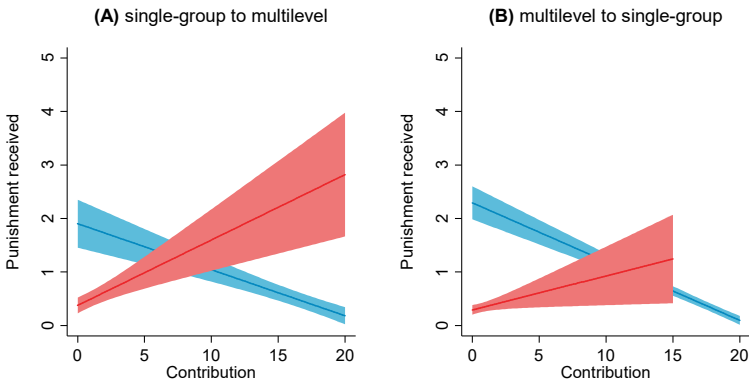 (A) single-group to multilevel
Punishment received
5
4
3
2
1
0
0 5 10 15 20
Contribution
(B) multilevel to single-group
Punishment received
5
4
3
2
1
0
0 5 10 15 20
Contribution